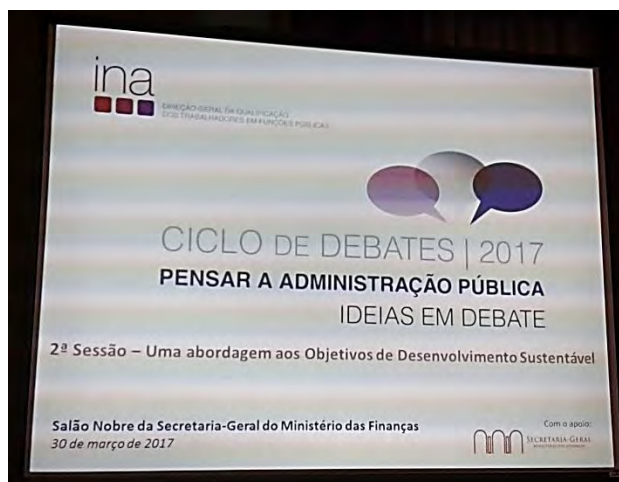 ina
DIREÇÃO-GERAL DA QUALIFICAÇÃO
DOS TRABALHADORES EM FUNÇÕES PÚBLICAS
CICLO DE DEBATES | 2017
PENSAR A ADMINISTRAÇÃO PÚBLICA
IDEIAS EM DEBATE
2ª Sessão – Uma abordagem aos Objetivos de Desenvolvimento Sustentável
Salão Nobre da Secretaria-Geral do Ministério das Finanças
30 de março de 2017
Com o apoio:
SECRETARIA-GERAL